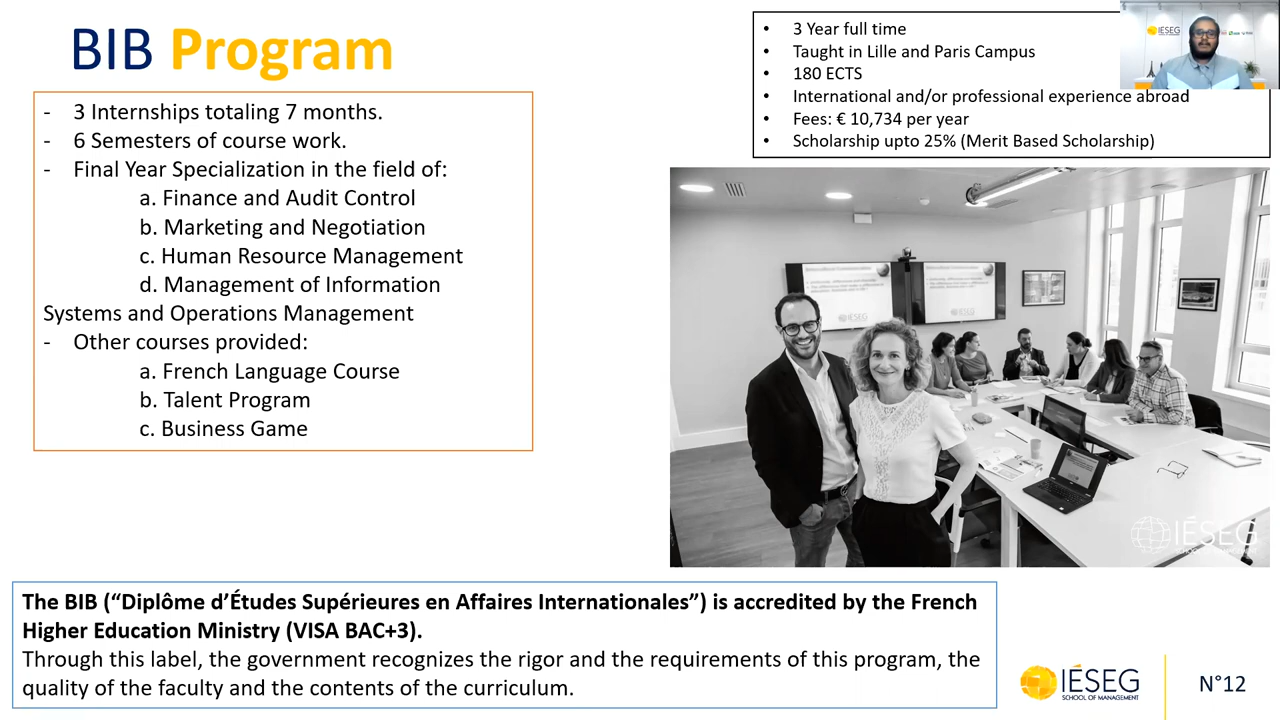 BIB Program
- 3 Internships totaling 7 months.
- 6 Semesters of course work.
- Final Year Specialization in the field of:
a. Finance and Audit Control
b. Marketing and Negotiation
c. Human Resource Management
d. Management of Information
Systems and Operations Management
- Other courses provided:
a. French Language Course
b. Talent Program
c. Business Game
• 3 Year full time
• Taught in Lille and Paris Campus
• 180 ECTS
• International and/or professional experience abroad
• Fees: € 10,734 per year
• Scholarship upto 25% (Merit Based Scholarship)
IÉSEG
IÉSEG
IÉSEG
SCHOOL OF MANAGEMENT
The BIB (“Diplôme d’Études Supérieures en Affaires Internationales”) is accredited by the French
Higher Education Ministry (VISA BAC+3).
Through this label, the government recognizes the rigor and the requirements of this program, the
quality of the faculty and the contents of the curriculum.
IÉSEG
SCHOOL OF MANAGEMENT
N°12